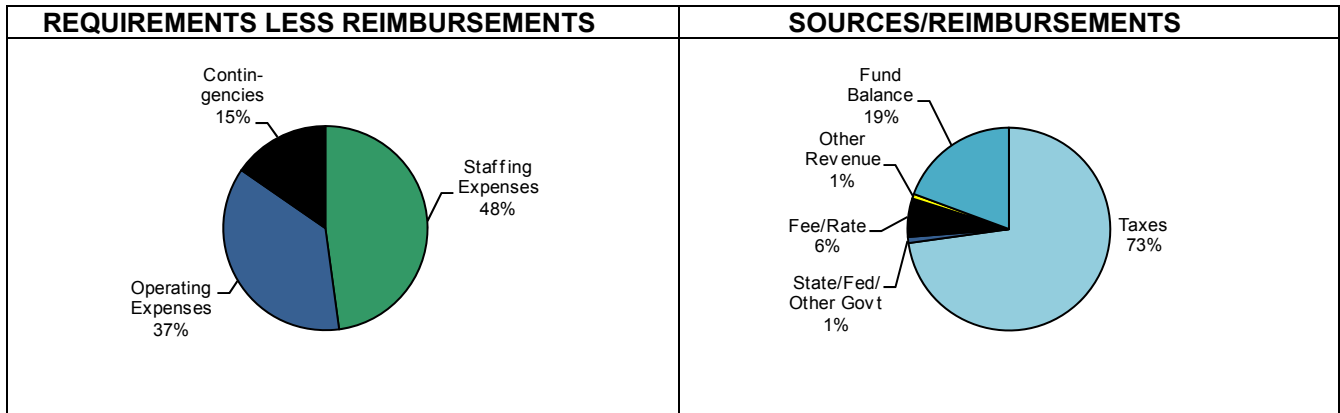 REQUIREMENTS LESS REIMBURSEMENTS
Contin-
gencies
15%
Staffing
Expenses
48%
Operating
Expenses
37%
SOURCES/REIMBURSEMENTS
Fund
Balance
19%
Other
Revenue
1%
Fee/Rate
6%
State/Fed/
Other Govt
1%
Taxes
73%